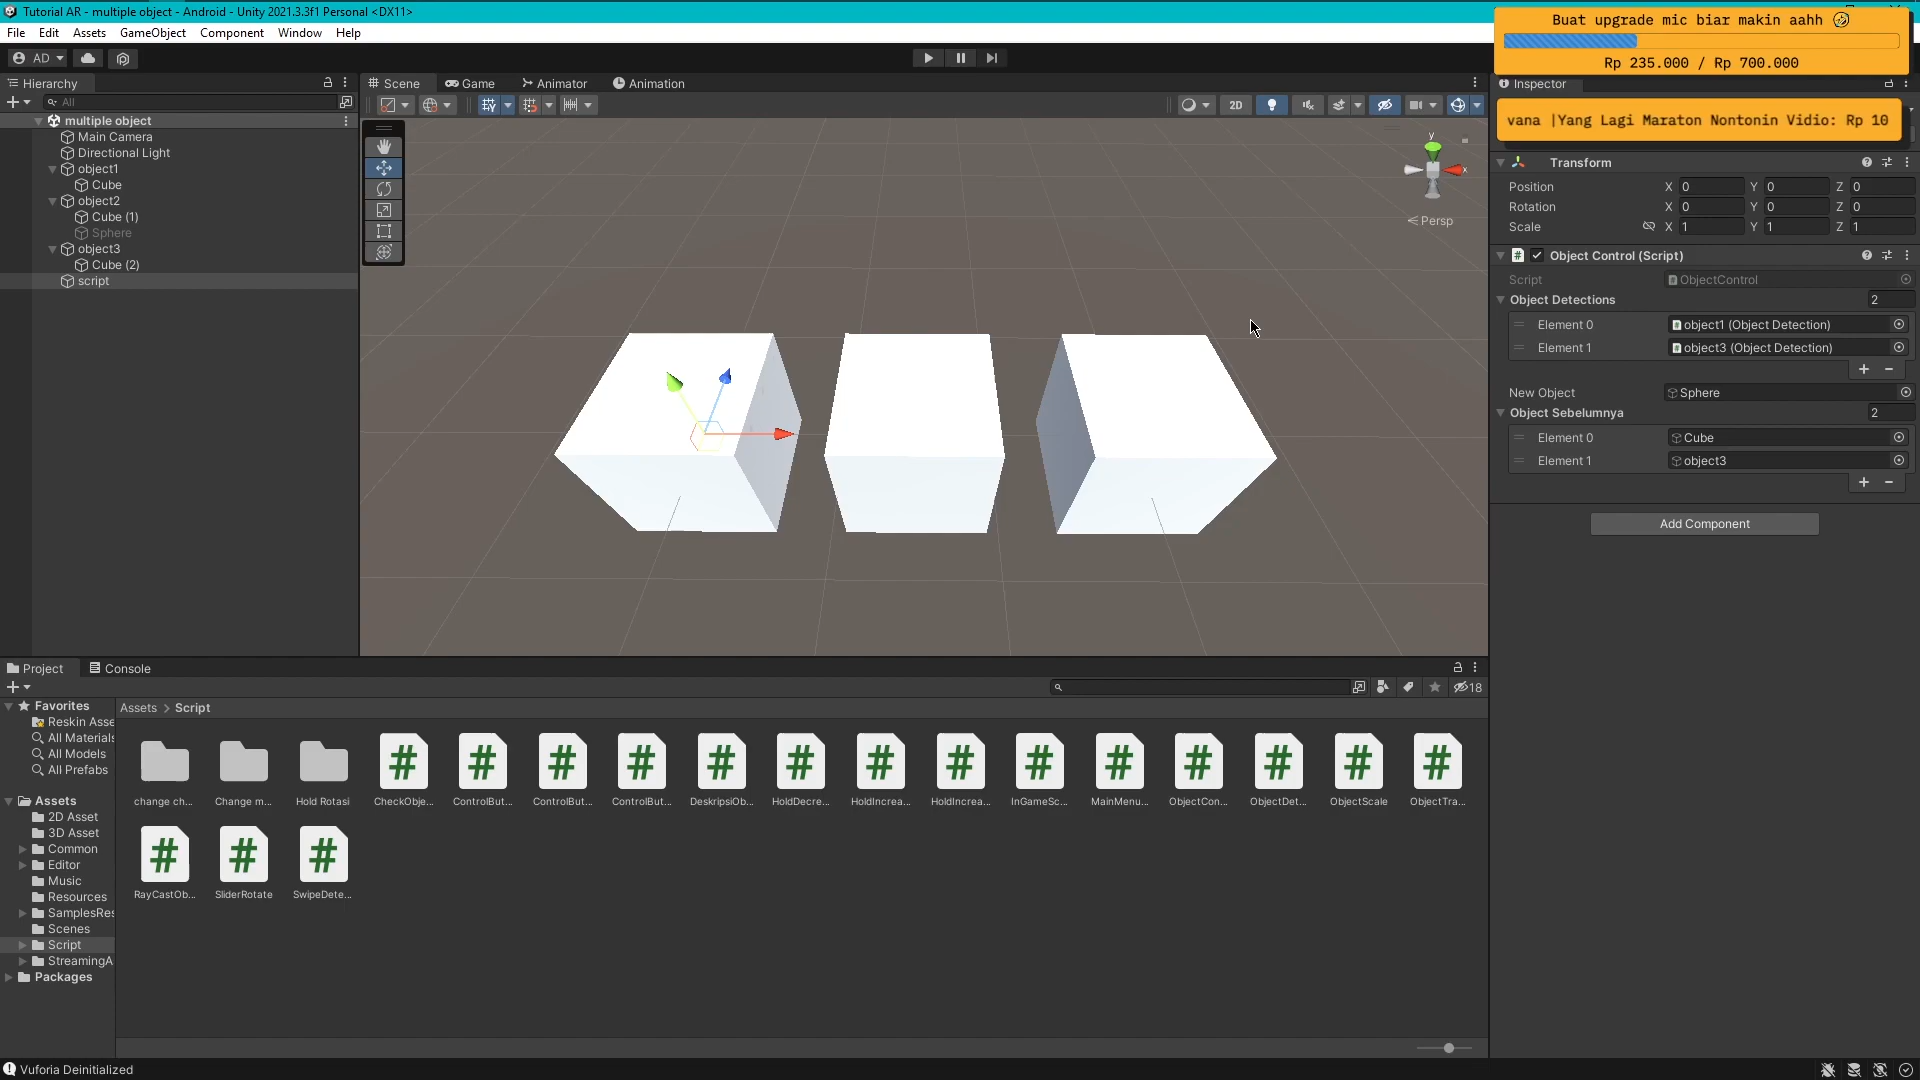 Tutorial AR - multiple object - Android - Unity 2021.3.3f1 Personal <DX11>
File Edit Assets GameObject Component Window Help
Buat upgrade mic biar makin aahh
Rp 235.000 / Rp 700.000
AD
Hierarchy
All
multiple object
Main Camera
Directional Light
object1
Cube
object2
Cube (1)
Sphere
object3
Cube (2)
script
Scene Game Animator Animation
2D
y
x
Persp
Inspector
vana |Yang Lagi Maraton Nontonin Vidio: Rp 10
Transform
Position X 0 Y 0 Z 0
Rotation X 0 Y 0 Z 0
Scale X 1 Y 1 Z 1
# Object Control (Script)
Script ObjectControl
Object Detections 2
Element 0 object1 (Object Detection)
Element 1 object3 (Object Detection)
New Object Sphere
Object Sebelumnya 2
Element 0 Cube
Element 1 object3
Add Component
Project Console
18
Favorites
Reskin Asse
All Materials
All Models
All Prefabs
Assets
2D Asset
3D Asset
Common
Editor
Music
Resources
SamplesRes
Scenes
Script
StreamingA
Packages
Assets > Script
change ch... Change m... Hold Rotasi CheckObje... ControlBut... ControlBut... ControlBut... DeskripsiOb... HoldDecre... HoldIncrea... HoldIncrea... InGameSc... MainMenu... ObjectCon... ObjectDet... ObjectScale ObjectTra...
RayCastOb... SliderRotate SwipeDete...
Vuforia Deinitialized